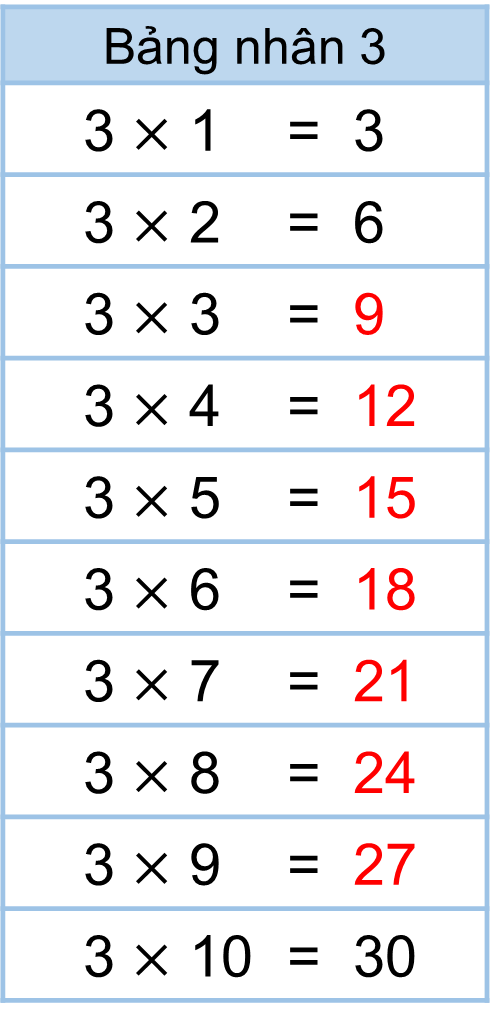 Bảng nhân 3
3 × 1 = 3
3 × 2 = 6
3 × 3 = 9
3 × 4 = 12
3 × 5 = 15
3 × 6 = 18
3 × 7 = 21
3 × 8 = 24
3 × 9 = 27
3 × 10 = 30